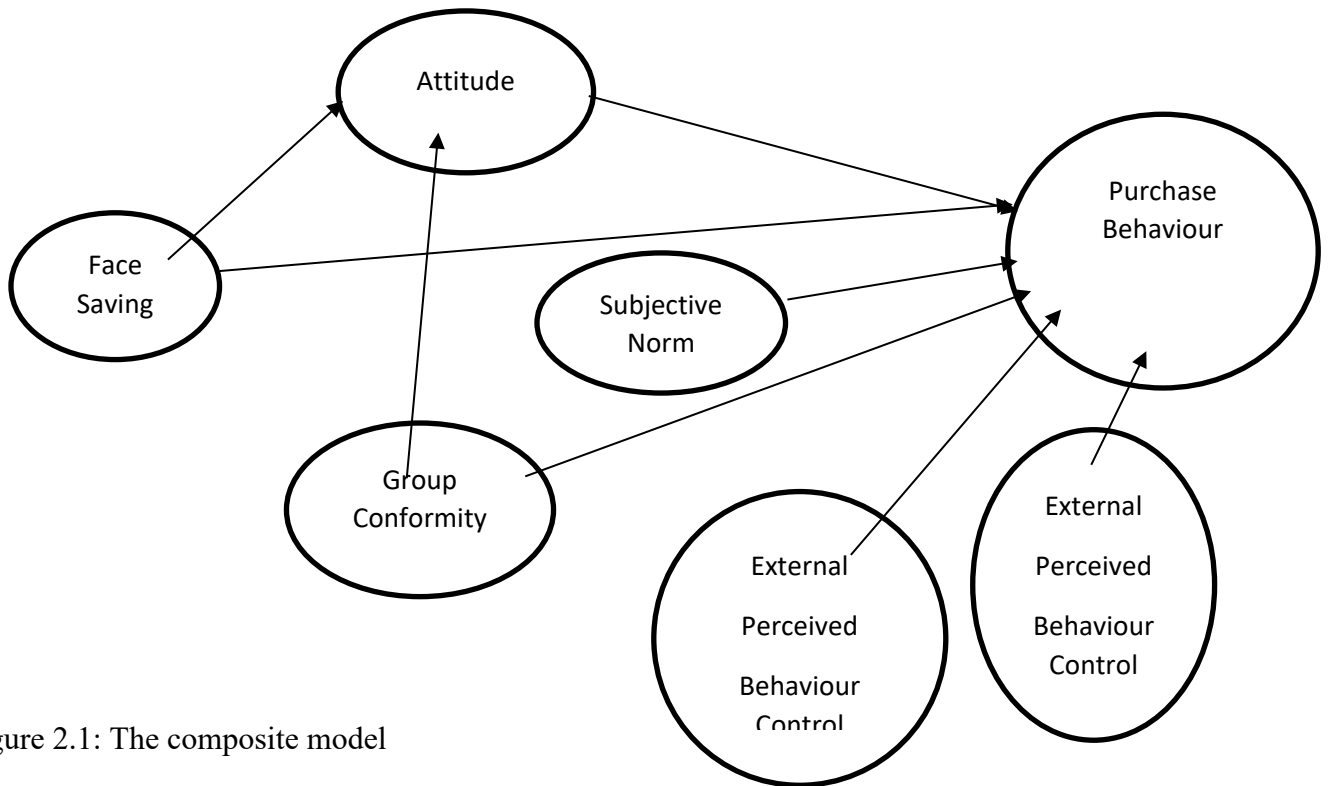 Attitude
Purchase
Behaviour
Face
Saving
Subjective
Norm
Group
Conformity
External
Perceived
Behaviour
Control
External
Perceived
Behaviour
Control
gure 2.1: The composite model